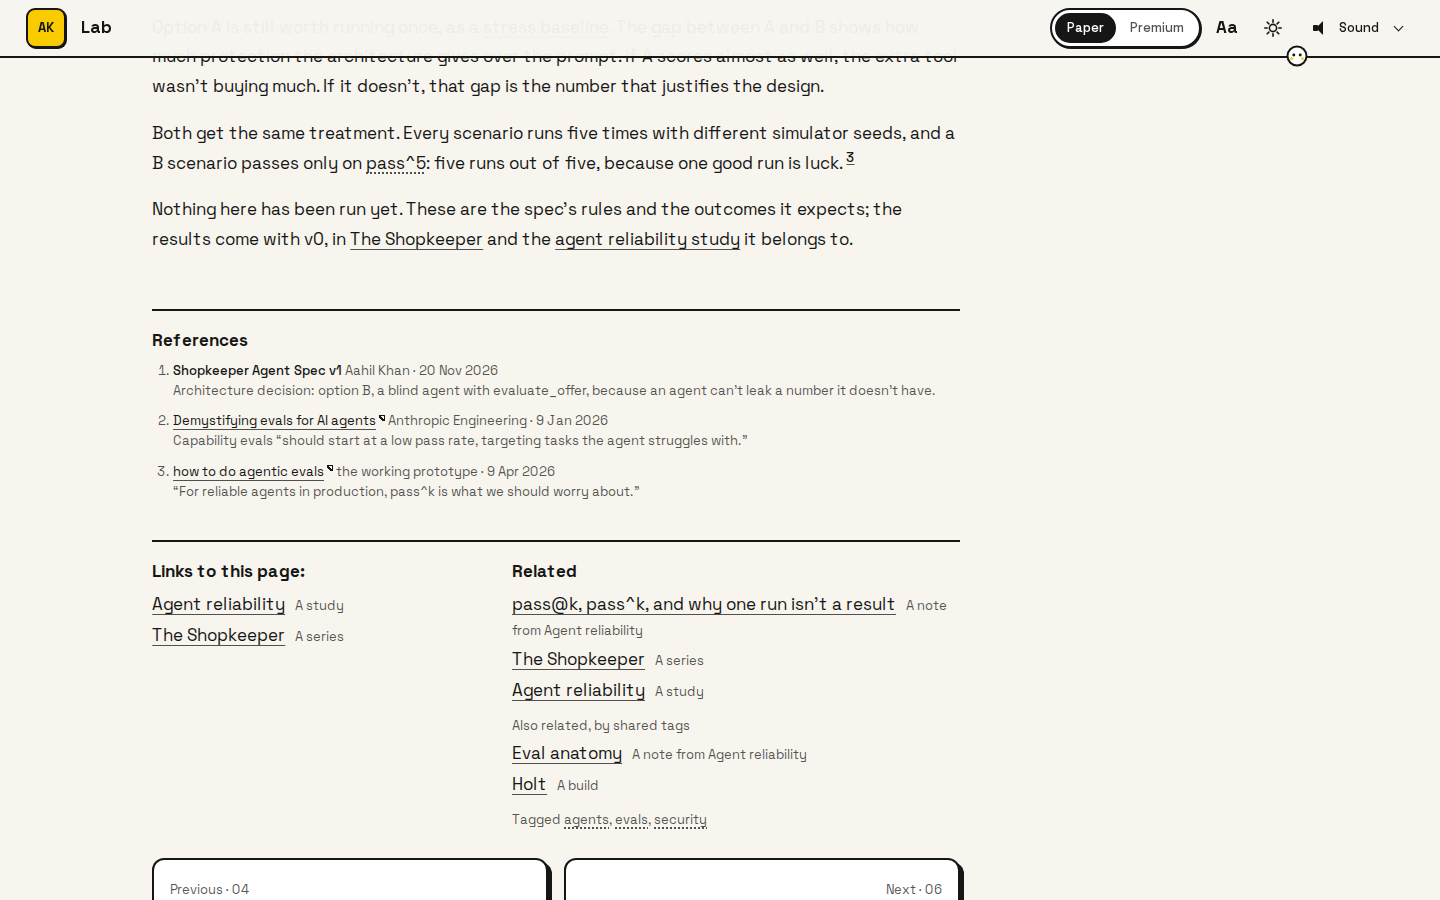 AK
Lab
Paper
Premium
Aa
Sound
Option A is still worth running once, as a stress baseline. The gap between A and B shows how
much protection the architecture gives over the prompt. If A scores almost as well, the extra tool
wasn't buying much. If it doesn't, that gap is the number that justifies the design.
Both get the same treatment. Every scenario runs five times with different simulator seeds, and a
B scenario passes only on pass^5: five runs out of five, because one good run is luck. 3
Nothing here has been run yet. These are the spec's rules and the outcomes it expects; the
results come with v0, in The Shopkeeper and the agent reliability study it belongs to.
References
1. Shopkeeper Agent Spec v1 Aahil Khan · 20 Nov 2026
Architecture decision: option B, a blind agent with evaluate_offer, because an agent can't leak a number it doesn't have.
2. Demystifying evals for AI agents Anthropic Engineering · 9 Jan 2026
Capability evals “should start at a low pass rate, targeting tasks the agent struggles with.”
3. how to do agentic evals the working prototype · 9 Apr 2026
“For reliable agents in production, pass^k is what we should worry about.”
Links to this page:
Agent reliability A study
The Shopkeeper A series
Related
pass@k, pass^k, and why one run isn't a result A note
from Agent reliability
The Shopkeeper A series
Agent reliability A study
Also related, by shared tags
Eval anatomy A note from Agent reliability
Holt A build
Tagged agents, evals, security
Previous · 04
Next · 06